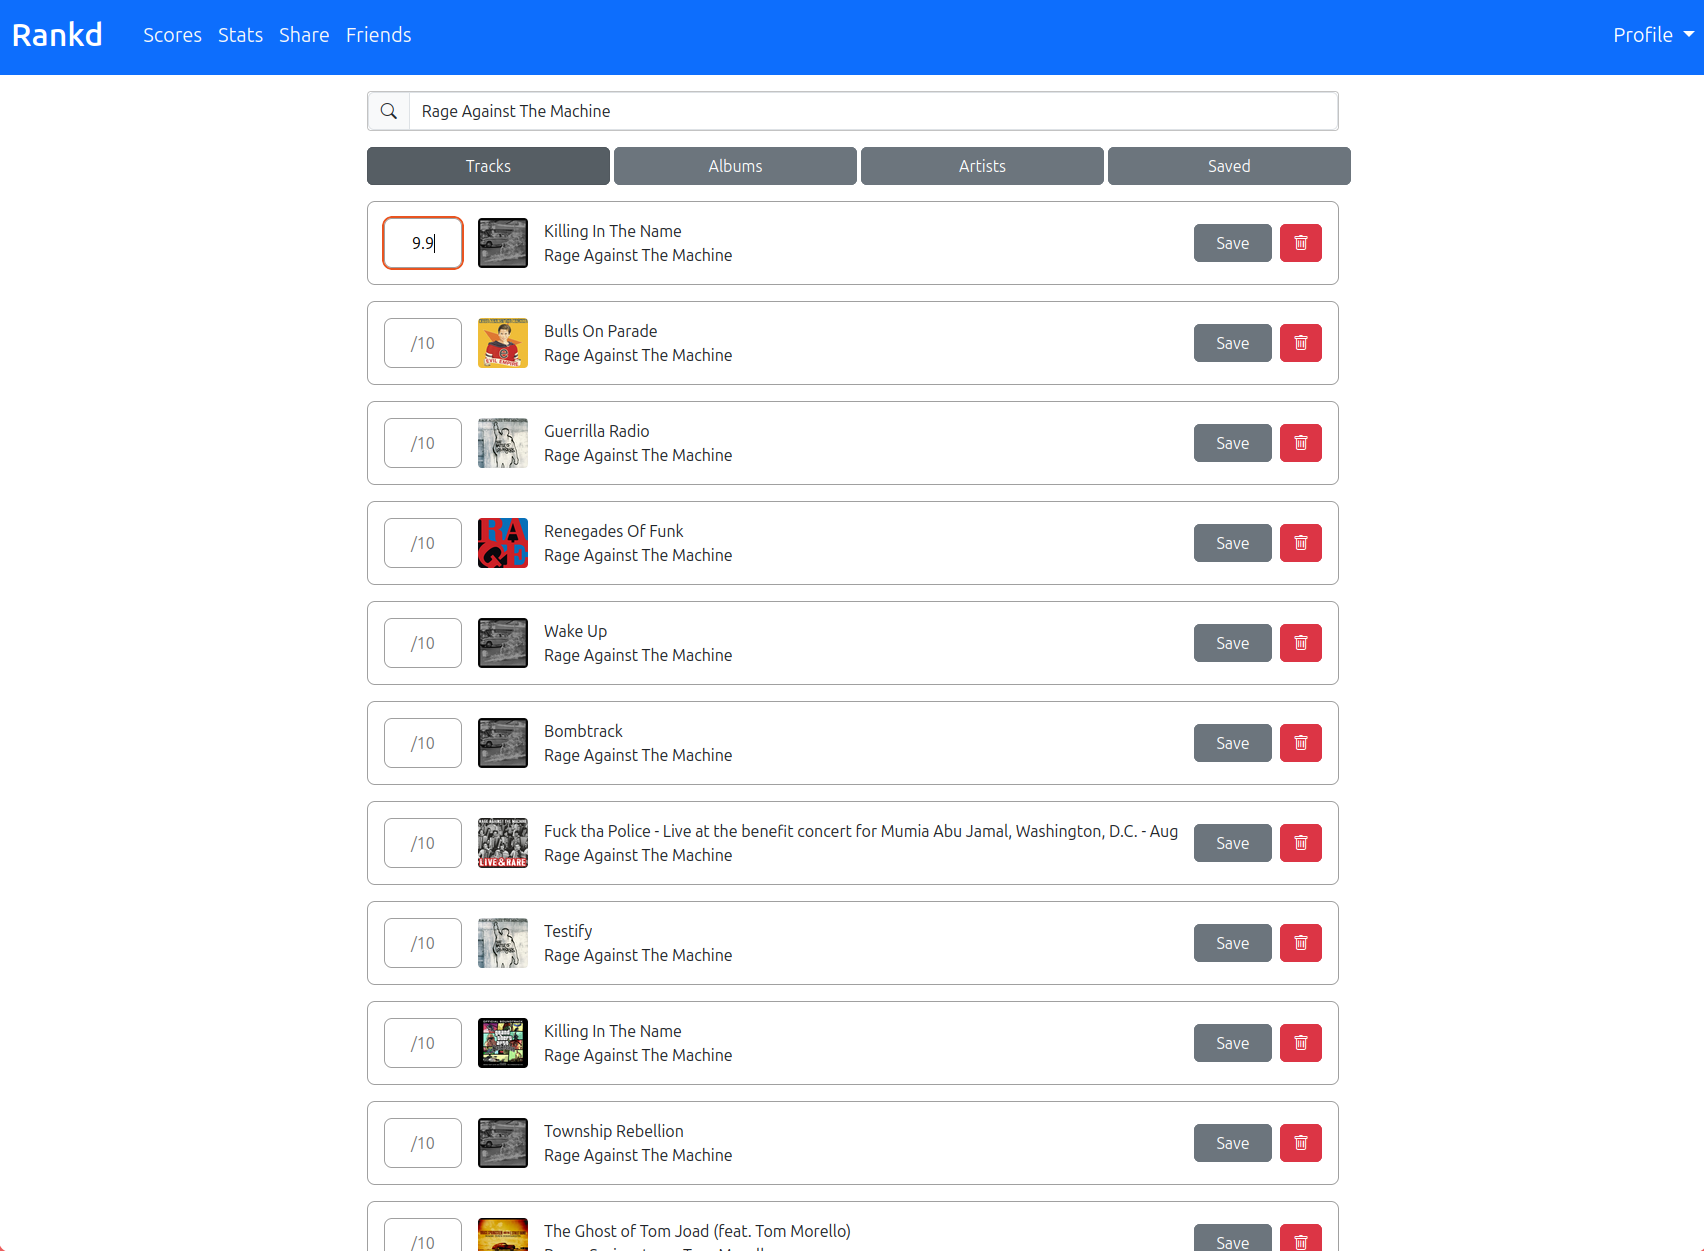 Rankd Scores Stats Share Friends Profile
Rage Against The Machine
Tracks Albums Artists Saved
9.9 Killing In The Name Save
Rage Against The Machine
/10 Bulls On Parade Save
Rage Against The Machine
EVIL EMPIRE
/10 Guerrilla Radio Save
Rage Against The Machine
/10 Renegades Of Funk Save
Rage Against The Machine
RAGE
/10 Wake Up Save
Rage Against The Machine
/10 Bombtrack Save
Rage Against The Machine
/10 Fuck tha Police - Live at the benefit concert for Mumia Abu Jamal, Washington, D.C. - Aug Save
Rage Against The Machine
LIVE & RARE
/10 Testify Save
Rage Against The Machine
/10 Killing In The Name Save
Rage Against The Machine
/10 Township Rebellion Save
Rage Against The Machine
/10 The Ghost of Tom Joad (feat. Tom Morello) Save